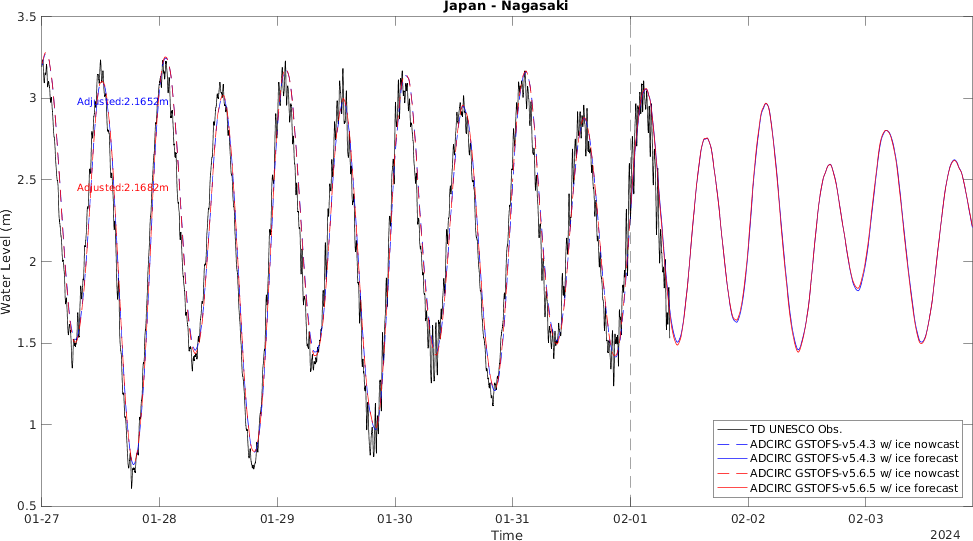 Japan - Nagasaki
3.5
3
2.5
2
1.5
1
0.5
Water Level (m)
Adjusted:2.1652m
Adjusted:2.1682m
TD UNESCO Obs.
ADCIRC GSTOFS-v5.4.3 w/ ice nowcast
ADCIRC GSTOFS-v5.4.3 w/ ice forecast
ADCIRC GSTOFS-v5.6.5 w/ ice nowcast
ADCIRC GSTOFS-v5.6.5 w/ ice forecast
01-27 01-28 01-29 01-30 01-31 02-01 02-02 02-03
Time
2024